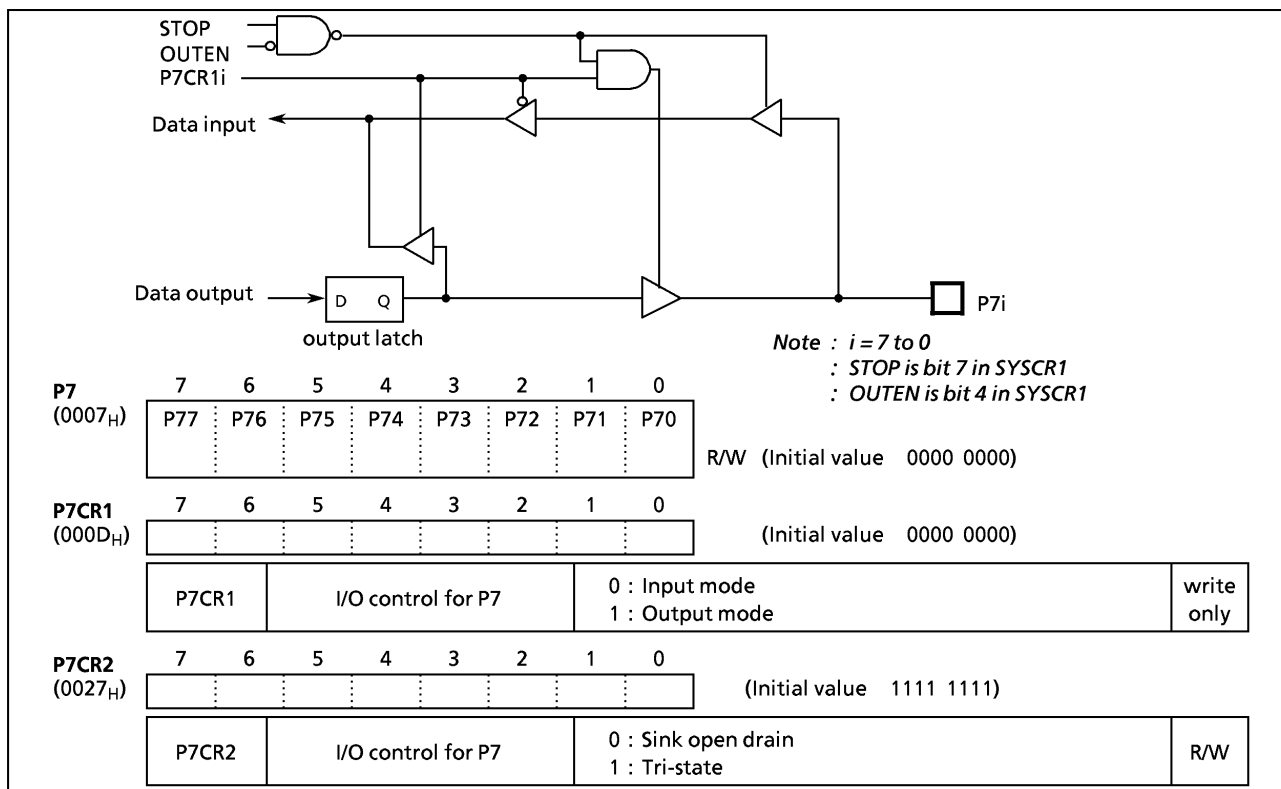 STOP
OUTEN
P7CR1i
Data input
Data output
D Q
output latch
P7i
Note : i = 7 to 0
: STOP is bit 7 in SYSCR1
: OUTEN is bit 4 in SYSCR1
P7
(0007H)
7 6 5 4 3 2 1 0
P77 P76 P75 P74 P73 P72 P71 P70
R/W (Initial value 0000 0000)
P7CR1
(000DH)
7 6 5 4 3 2 1 0
(Initial value 0000 0000)
P7CR1
I/O control for P7
0 : Input mode
1 : Output mode
write
only
P7CR2
(0027H)
7 6 5 4 3 2 1 0
(Initial value 1111 1111)
P7CR2
I/O control for P7
0 : Sink open drain
1 : Tri-state
R/W